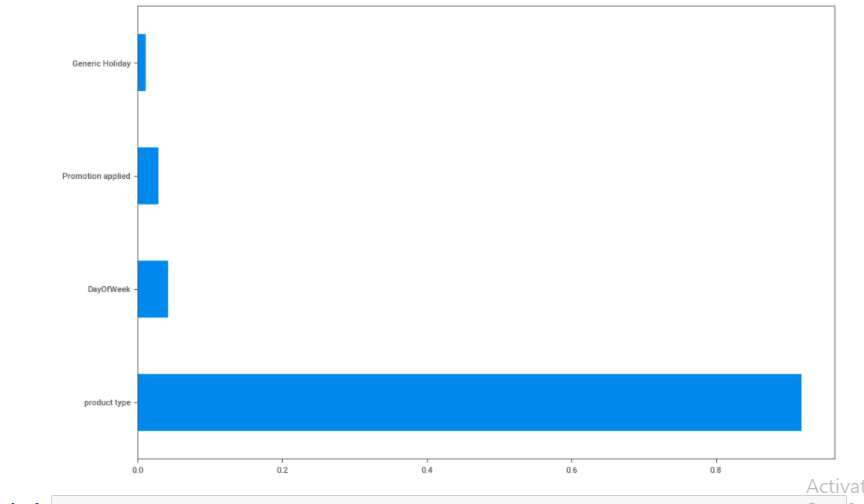 Generic Holiday
Promotion applied
DayOfWeek
product type
0.0 0.2 0.4 0.6 0.8
Activat